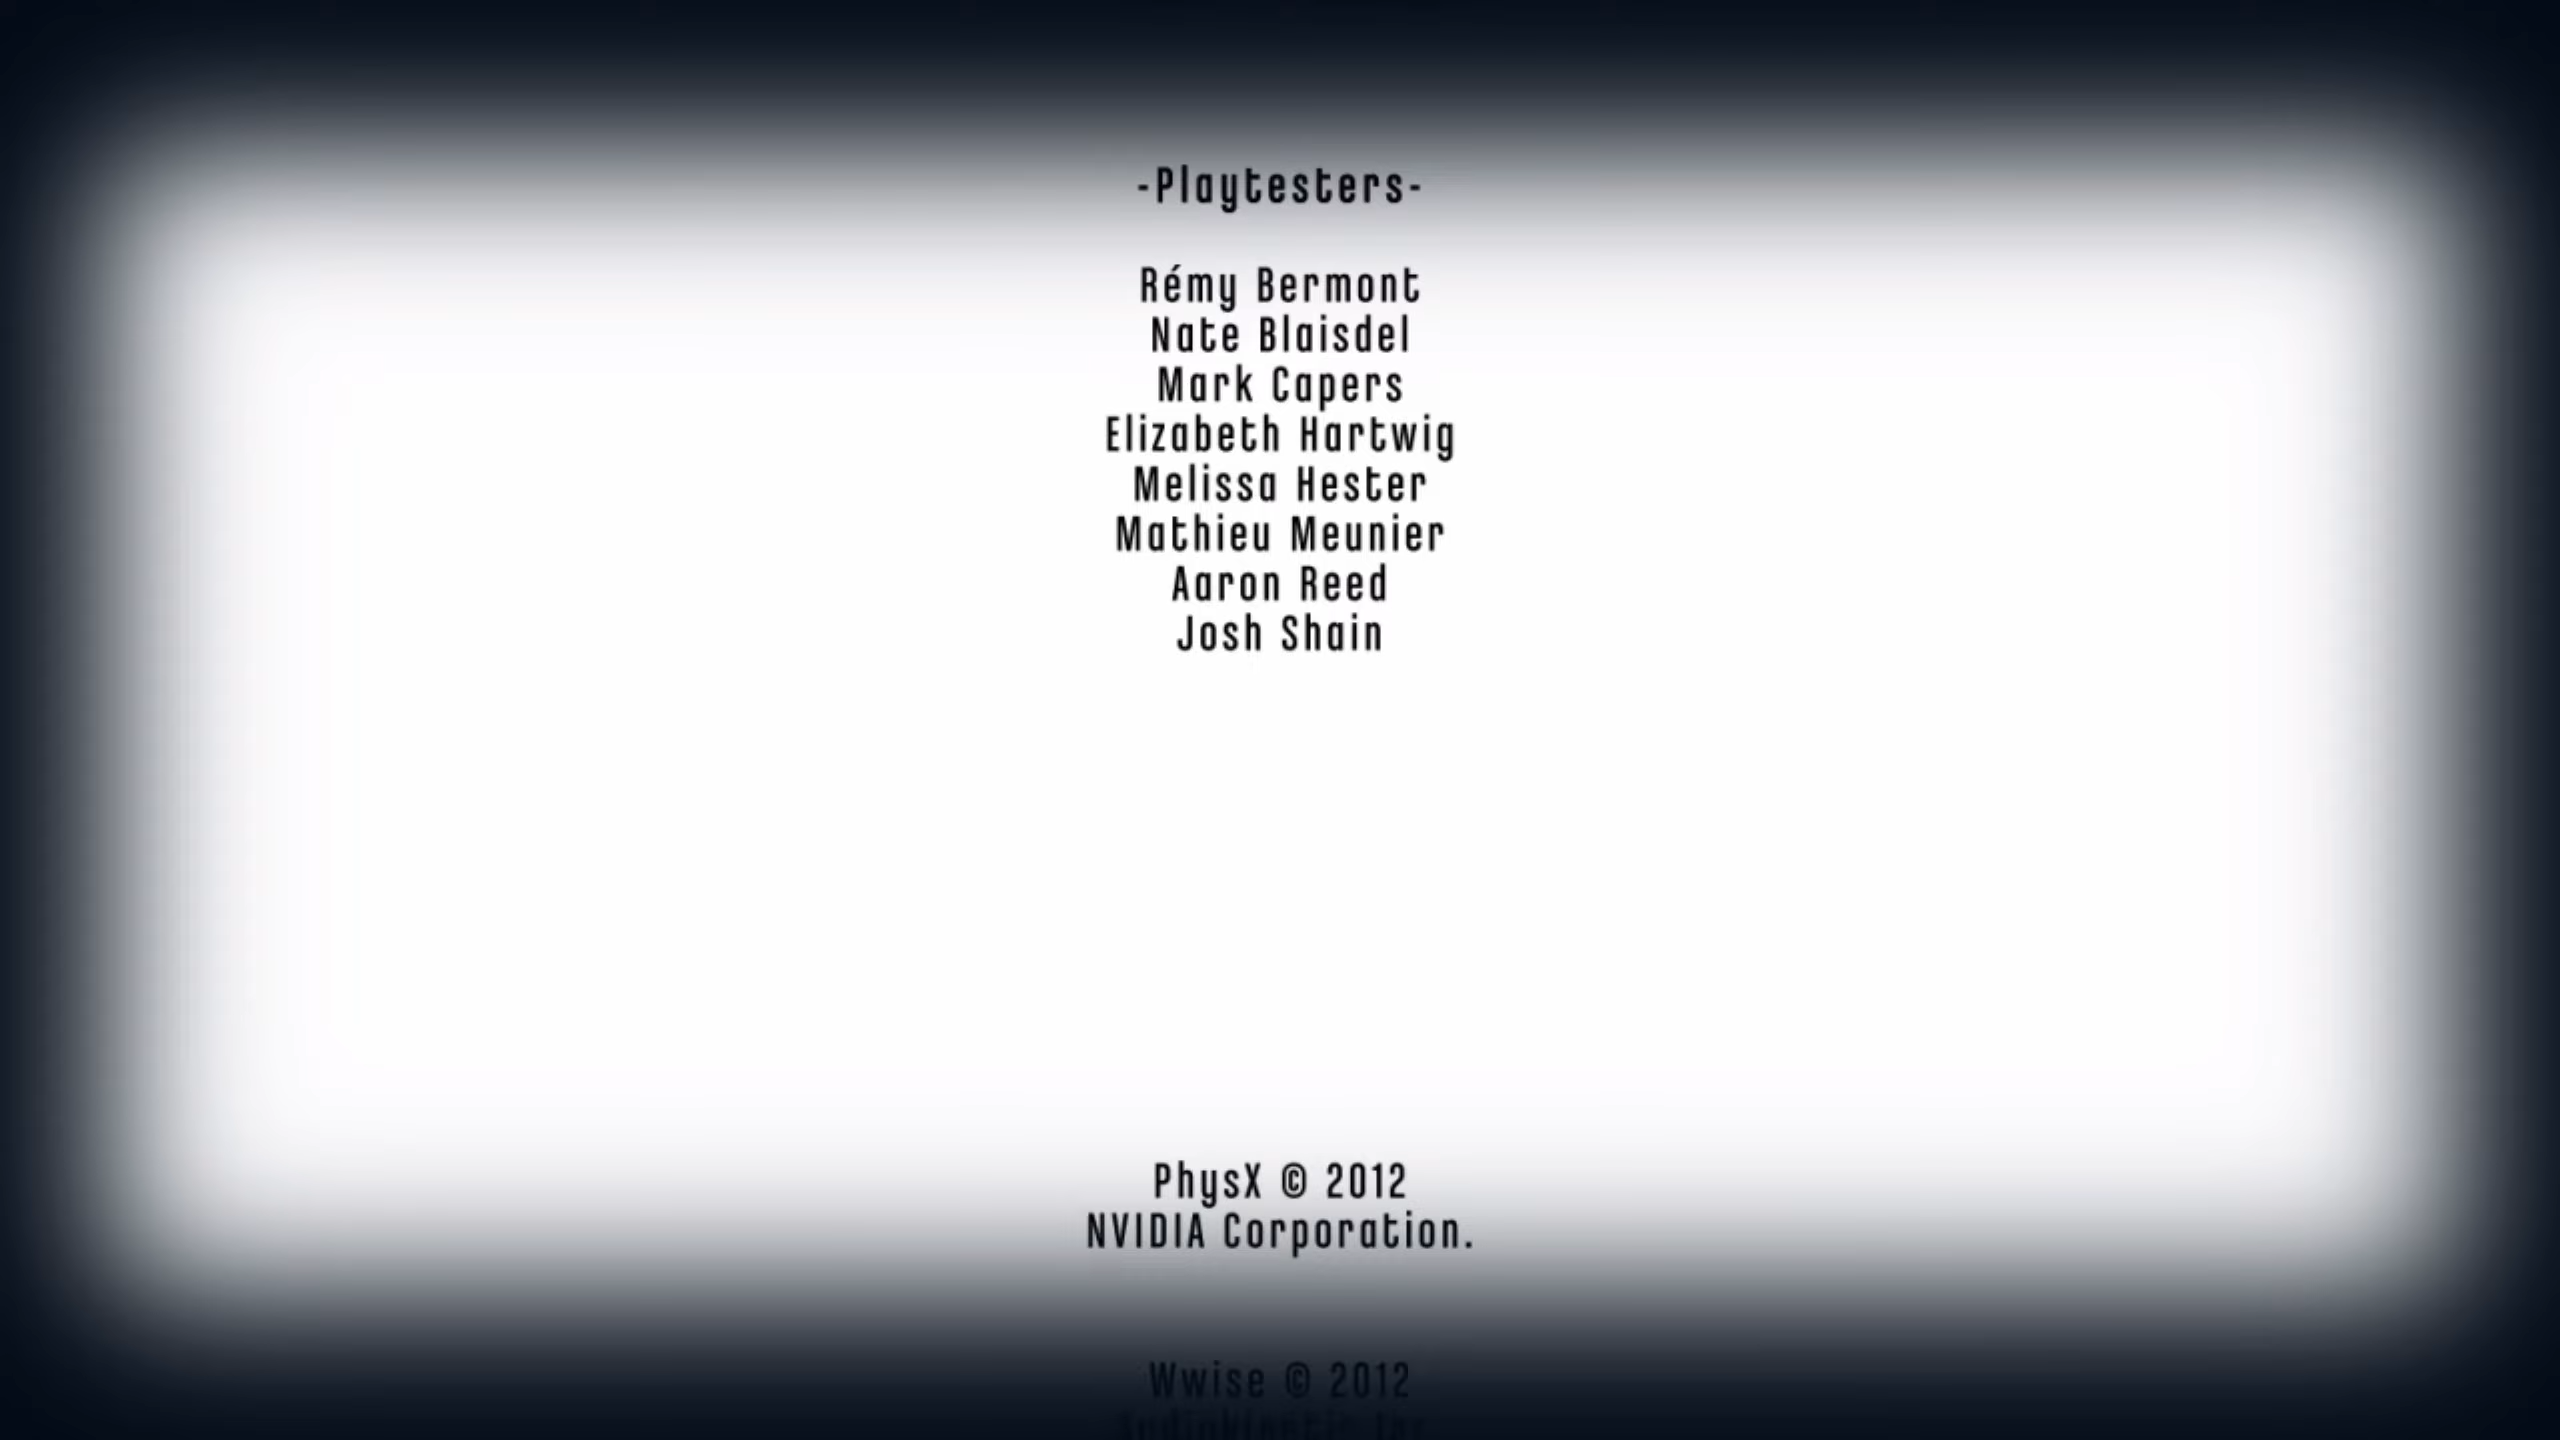 -Playtesters-
Rémy Bermont
Nate Blaisdel
Mark Capers
Elizabeth Hartwig
Melissa Hester
Mathieu Meunier
Aaron Reed
Josh Shain
PhysX © 2012
NVIDIA Corporation.
Wwise © 2012